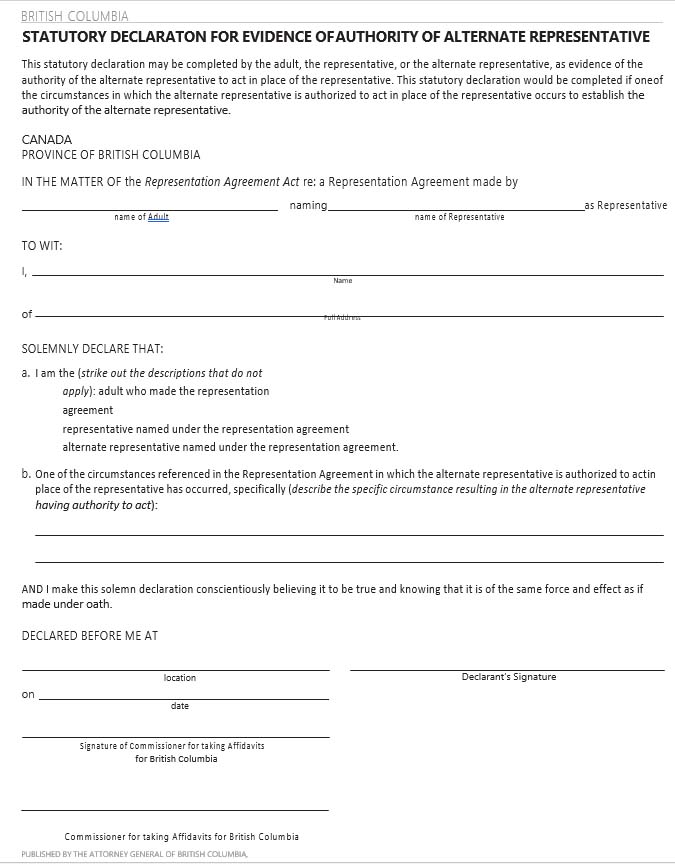 BRITISH COLUMBIA
STATUTORY DECLARATON FOR EVIDENCE OF AUTHORITY OF ALTERNATE REPRESENTATIVE
This statutory declaration may be completed by the adult, the representative, or the alternate representative, as evidence of the
authority of the alternate representative to act in place of the representative. This statutory declaration would be completed if one of
the circumstances in which the alternate representative is authorized to act in place of the representative occurs to establish the
authority of the alternate representative.
CANADA
PROVINCE OF BRITISH COLUMBIA
IN THE MATTER OF the Representation Agreement Act re: a Representation Agreement made by
naming as Representative
name of Adult name of Representative
TO WIT:
I,
Name
of
Full Address
SOLEMNLY DECLARE THAT:
a. I am the (strike out the descriptions that do not
apply): adult who made the representation
agreement
representative named under the representation agreement
alternate representative named under the representation agreement.
b. One of the circumstances referenced in the Representation Agreement in which the alternate representative is authorized to act in
place of the representative has occurred, specifically (describe the specific circumstance resulting in the alternate representative
having authority to act):
AND I make this solemn declaration conscientiously believing it to be true and knowing that it is of the same force and effect as if
made under oath.
DECLARED BEFORE ME AT
location Declarant's Signature
on
date
Signature of Commissioner for taking Affidavits
for British Columbia
Commissioner for taking Affidavits for British Columbia
PUBLISHED BY THE ATTORNEY GENERAL OF BRITISH COLUMBIA,